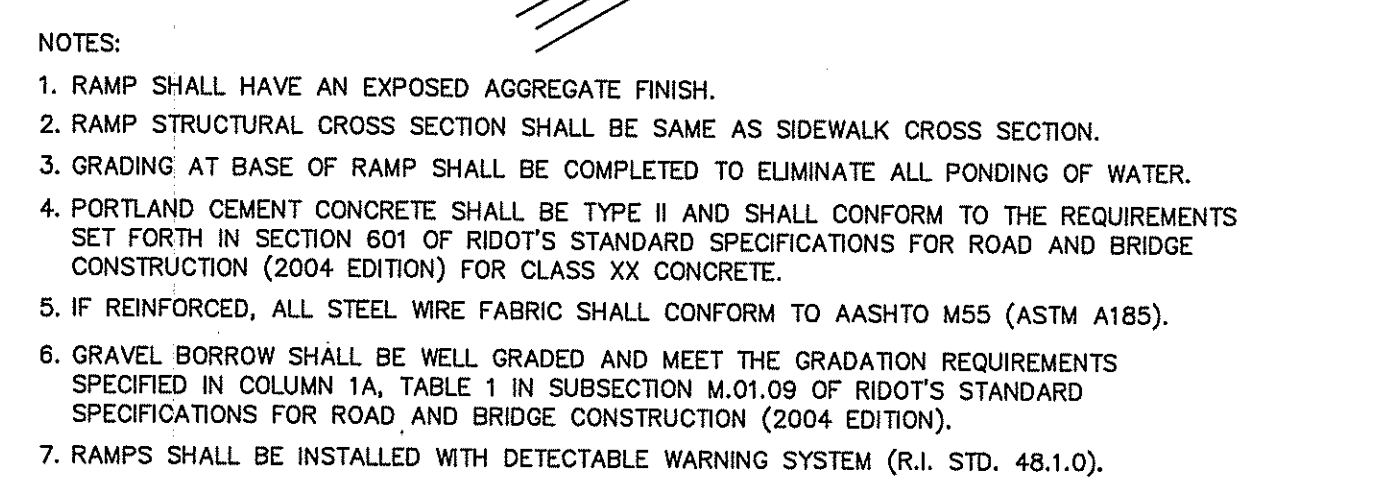 NOTES:
1. RAMP SHALL HAVE AN EXPOSED AGGREGATE FINISH.
2. RAMP STRUCTURAL CROSS SECTION SHALL BE SAME AS SIDEWALK CROSS SECTION.
3. GRADING AT BASE OF RAMP SHALL BE COMPLETED TO ELIMINATE ALL PONDING OF WATER.
4. PORTLAND CEMENT CONCRETE SHALL BE TYPE II AND SHALL CONFORM TO THE REQUIREMENTS
SET FORTH IN SECTION 601 OF RIDOT'S STANDARD SPECIFICATIONS FOR ROAD AND BRIDGE
CONSTRUCTION (2004 EDITION) FOR CLASS XX CONCRETE.
5. IF REINFORCED, ALL STEEL WIRE FABRIC SHALL CONFORM TO AASHTO M55 (ASTM A185).
6. GRAVEL BORROW SHALL BE WELL GRADED AND MEET THE GRADATION REQUIREMENTS
SPECIFIED IN COLUMN 1A, TABLE 1 IN SUBSECTION M.01.09 OF RIDOT'S STANDARD
SPECIFICATIONS FOR ROAD AND BRIDGE CONSTRUCTION (2004 EDITION).
7. RAMPS SHALL BE INSTALLED WITH DETECTABLE WARNING SYSTEM (R.I. STD. 48.1.0).